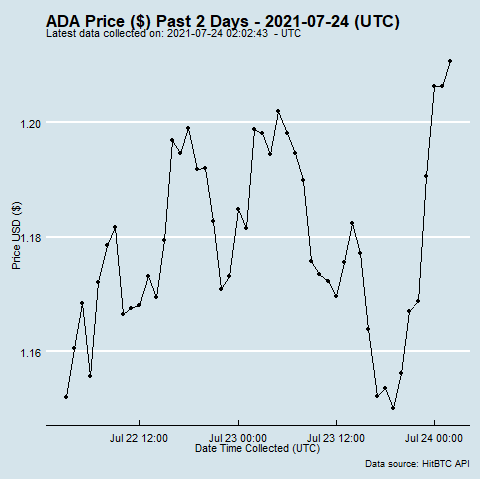 ADA Price ($) Past 2 Days - 2021-07-24 (UTC)
Latest data collected on: 2021-07-24 02:02:43  - UTC
1.20
1.18
1.16
Price USD ($)
Jul 22 12:00
Jul 23 00:00
Jul 23 12:00
Jul 24 00:00
Date Time Collected (UTC)
Data source: HitBTC API